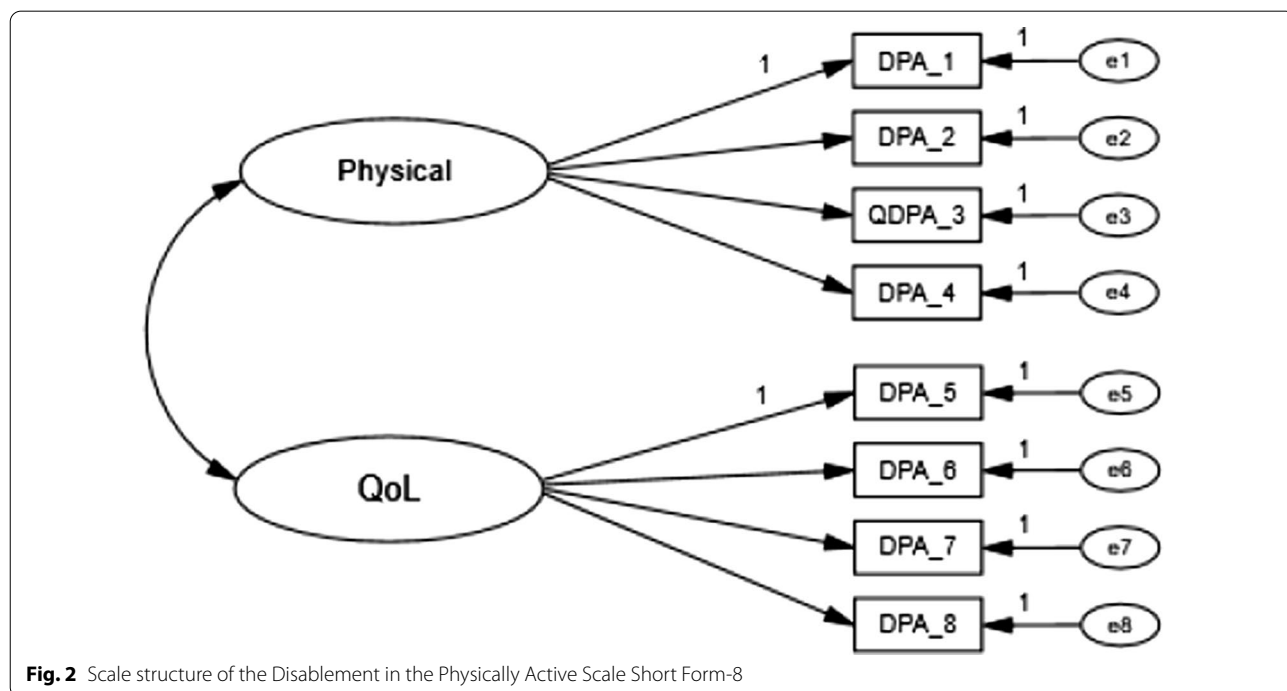 1
DPA_1
1
e1
DPA_2
1
e2
Physical
QDPA_3
1
e3
DPA_4
1
e4
1
DPA_5
1
e5
DPA_6
1
e6
QoL
DPA_7
1
e7
DPA_8
1
e8
Fig. 2 Scale structure of the Disablement in the Physically Active Scale Short Form-8